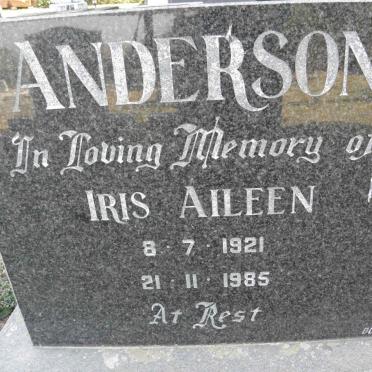 ANDERSON
In Loving Memory of
IRIS AILEEN
8 · 7 · 1921
21 · 11 · 1985
At Rest